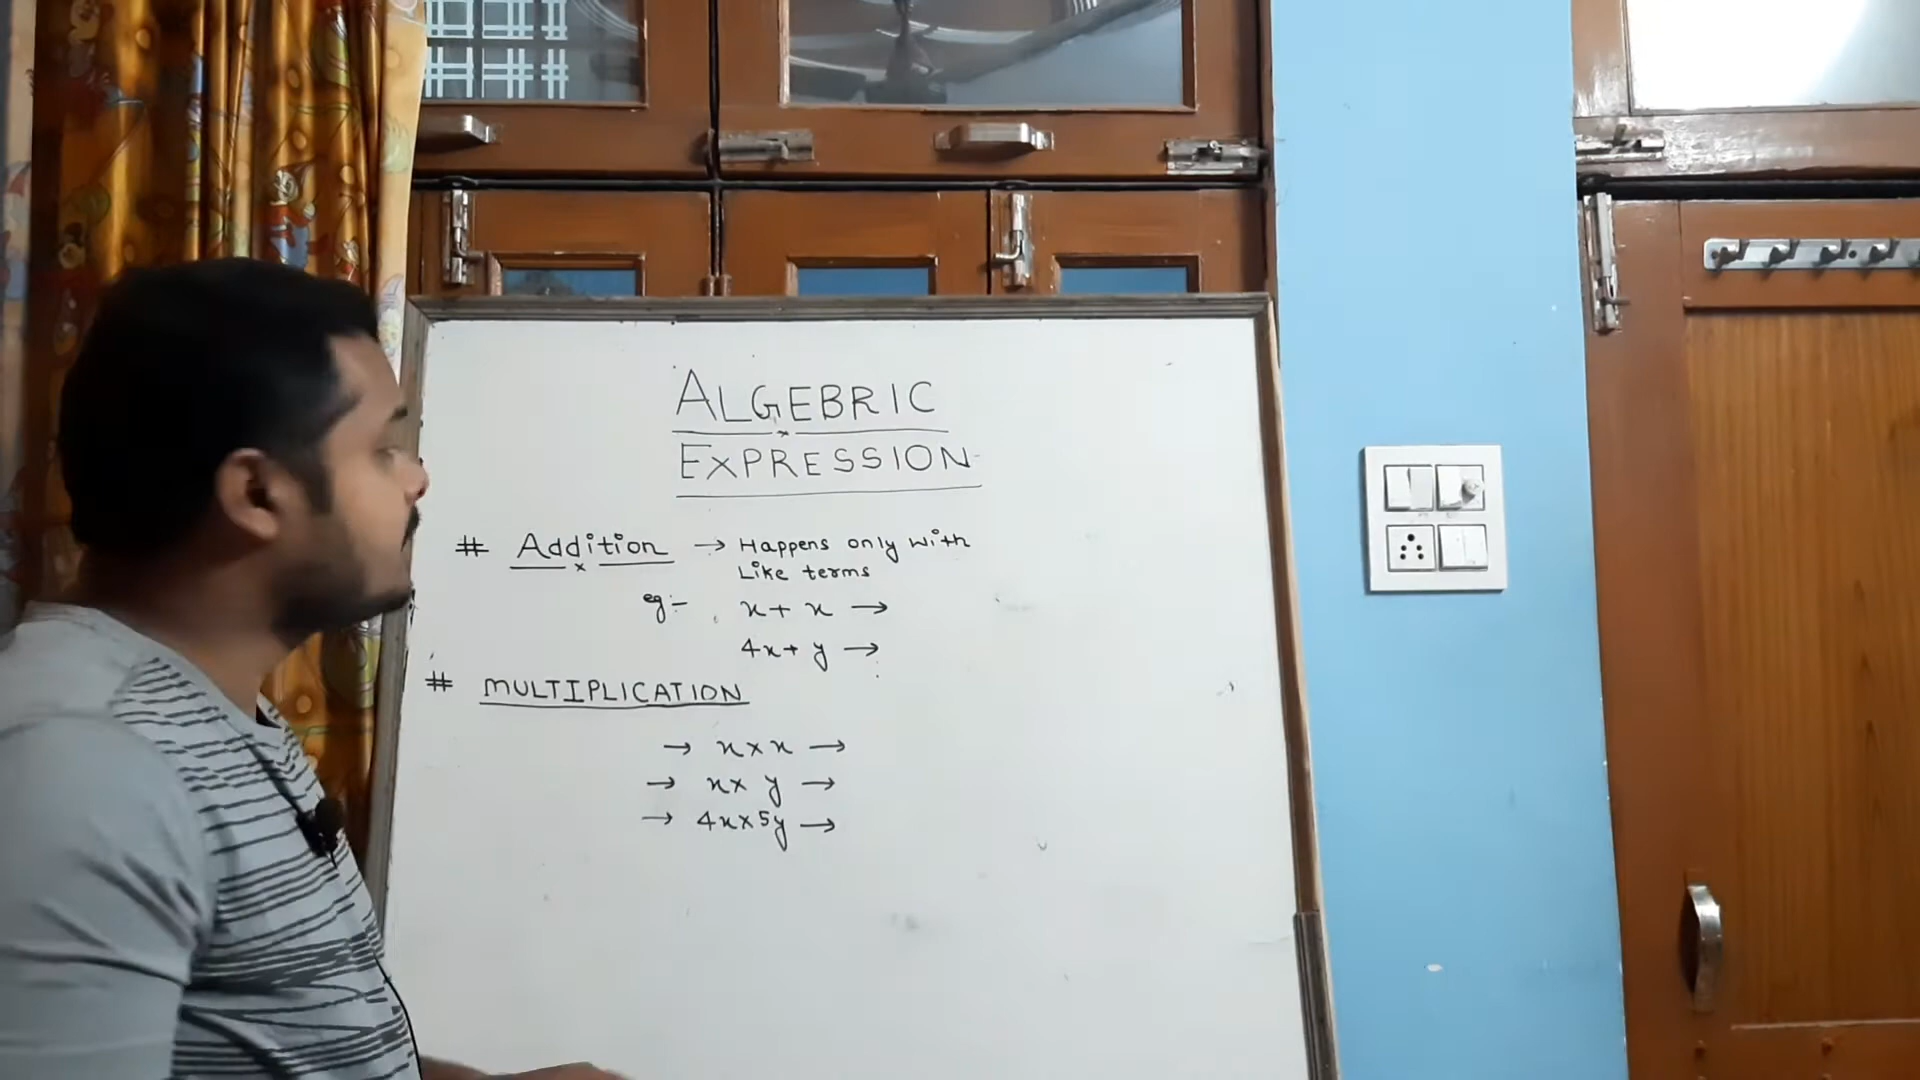 ALGEBRIC
EXPRESSION
# Addition → Happens only with
Like terms
eg:- x + x →
4x + y →
# MULTIPLICATION
→ x × x →
→ x × y →
→ 4x × 5y →